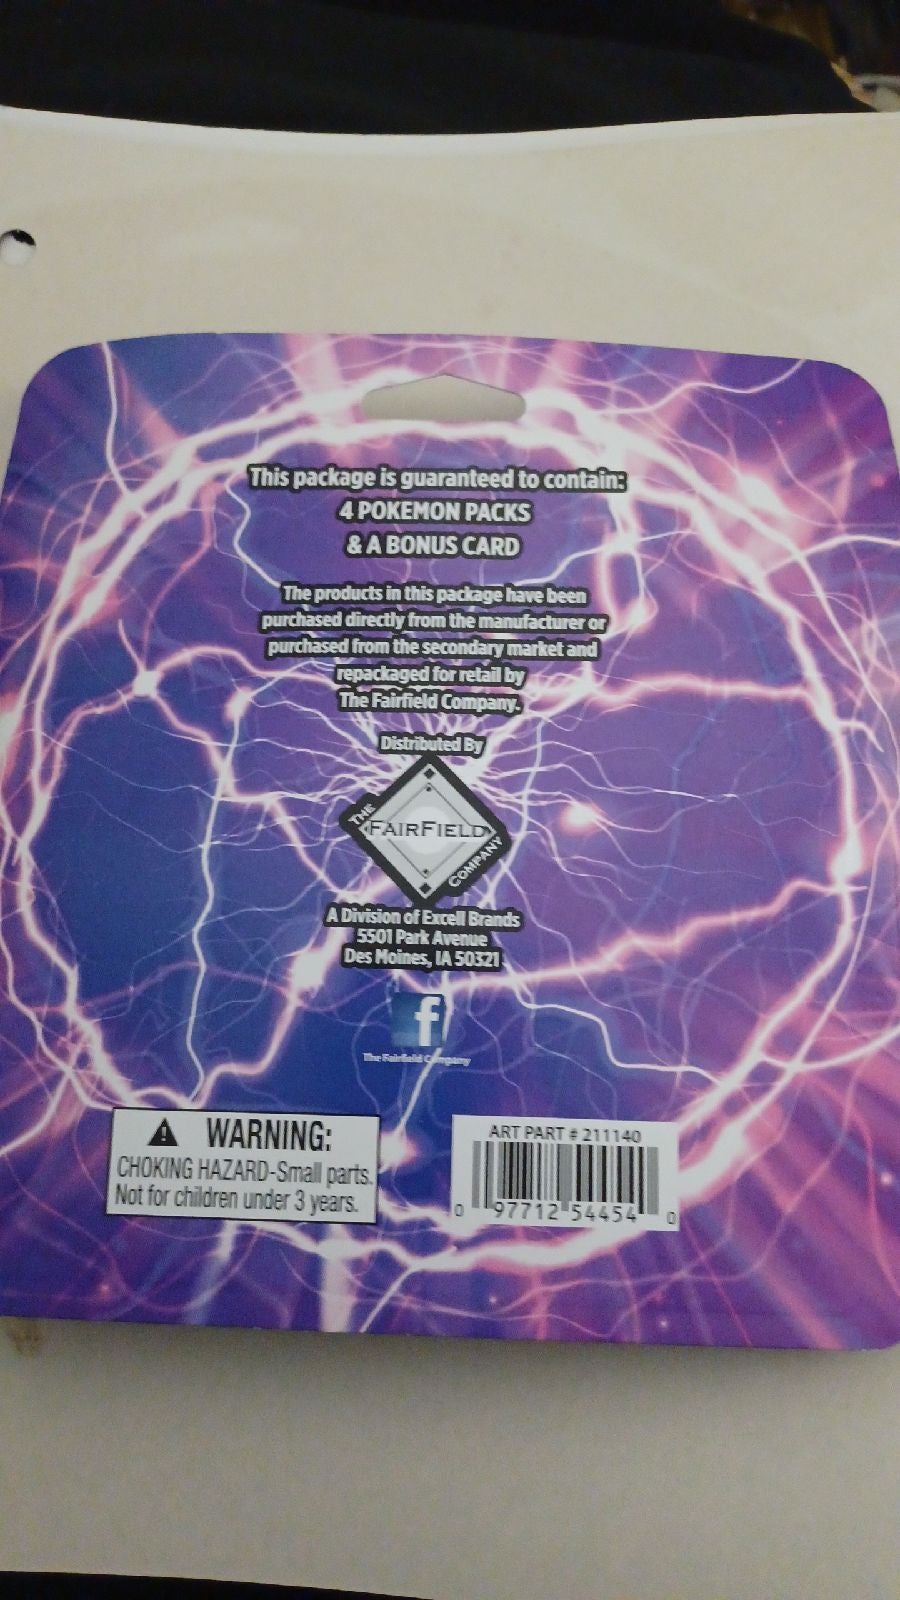 This package is guaranteed to contain:
4 POKEMON PACKS
& A BONUS CARD
The products in this package have been
purchased directly from the manufacturer or
purchased from the secondary market and
repackaged for retail by
The Fairfield Company.
Distributed By
THE
FAIRFIELD
COMPANY
A Division of Excell Brands
5501 Park Avenue
Des Moines, IA 50321
f
The Fairfield Company
WARNING:
CHOKING HAZARD-Small parts.
Not for children under 3 years.
ART PART # 211140
0 97712 54454 0